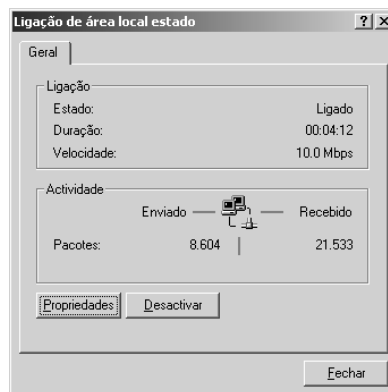 Ligação de área local estado
Geral
Ligação
Estado: Ligado
Duração: 00:04:12
Velocidade: 10.0 Mbps
Actividade
Enviado Recebido
Pacotes: 8.604 21.533
Propriedades Desactivar
Fechar